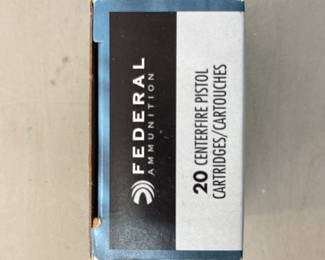 FEDERAL
AMMUNITION
20 CENTERFIRE PISTOL
CARTRIDGES/CARTOUCHES